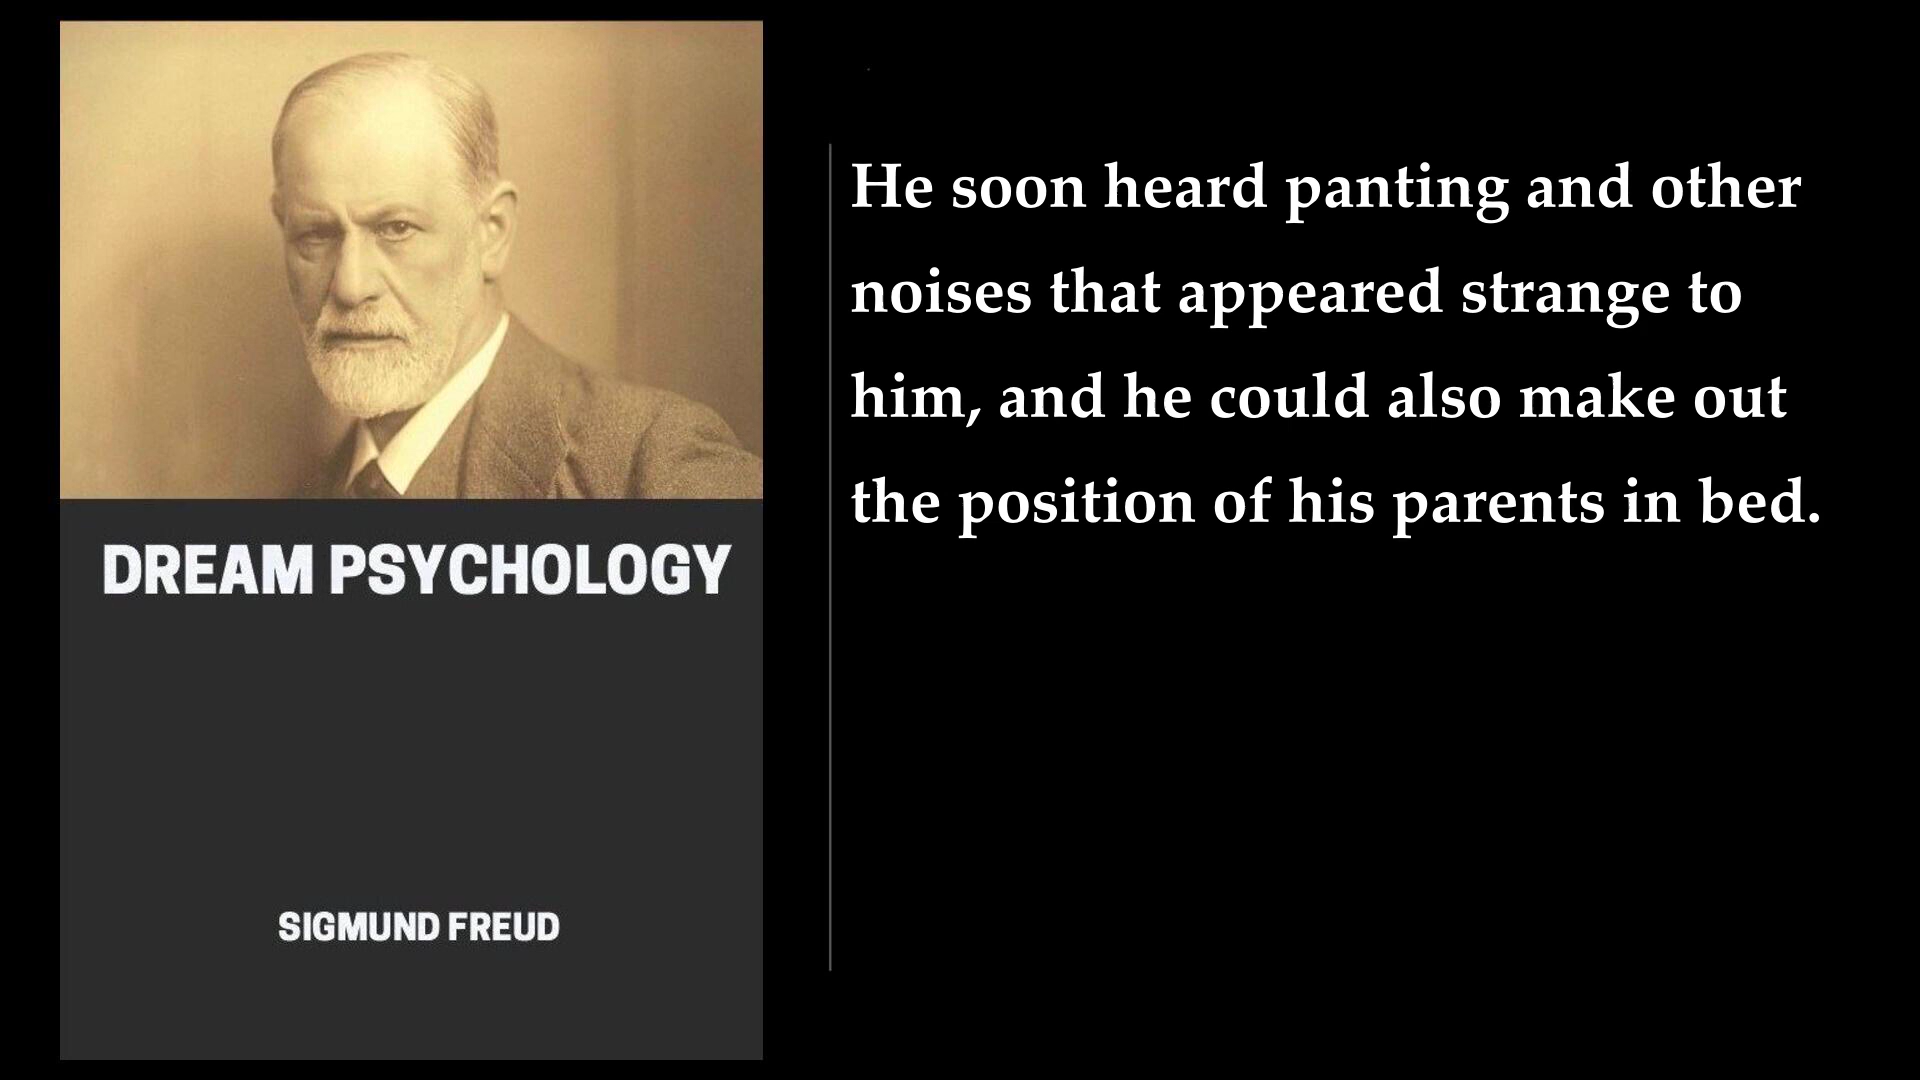 DREAM PSYCHOLOGY
SIGMUND FREUD
He soon heard panting and other
noises that appeared strange to
him, and he could also make out
the position of his parents in bed.